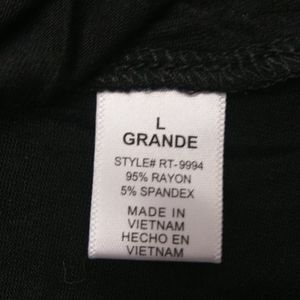 L
GRANDE
STYLE# RT-9994
95% RAYON
5% SPANDEX
MADE IN
VIETNAM
HECHO EN
VIETNAM